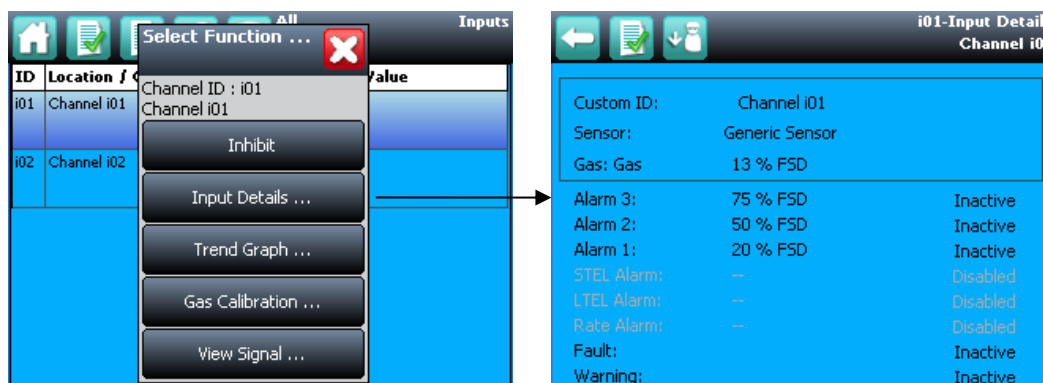 All
Inputs
Select Function ...
ID Location /
Value
Channel ID : i01
Channel i01
i01 Channel i01
Inhibit
i02 Channel i02
Input Details ...
Trend Graph ...
Gas Calibration ...
View Signal ...
i01-Input Detail
Channel i0
Custom ID: Channel i01
Sensor: Generic Sensor
Gas: Gas 13 % FSD
Alarm 3: 75 % FSD Inactive
Alarm 2: 50 % FSD Inactive
Alarm 1: 20 % FSD Inactive
STEL Alarm: -- Disabled
LTEL Alarm: -- Disabled
Rate Alarm: -- Disabled
Fault: Inactive
Warning: Inactive